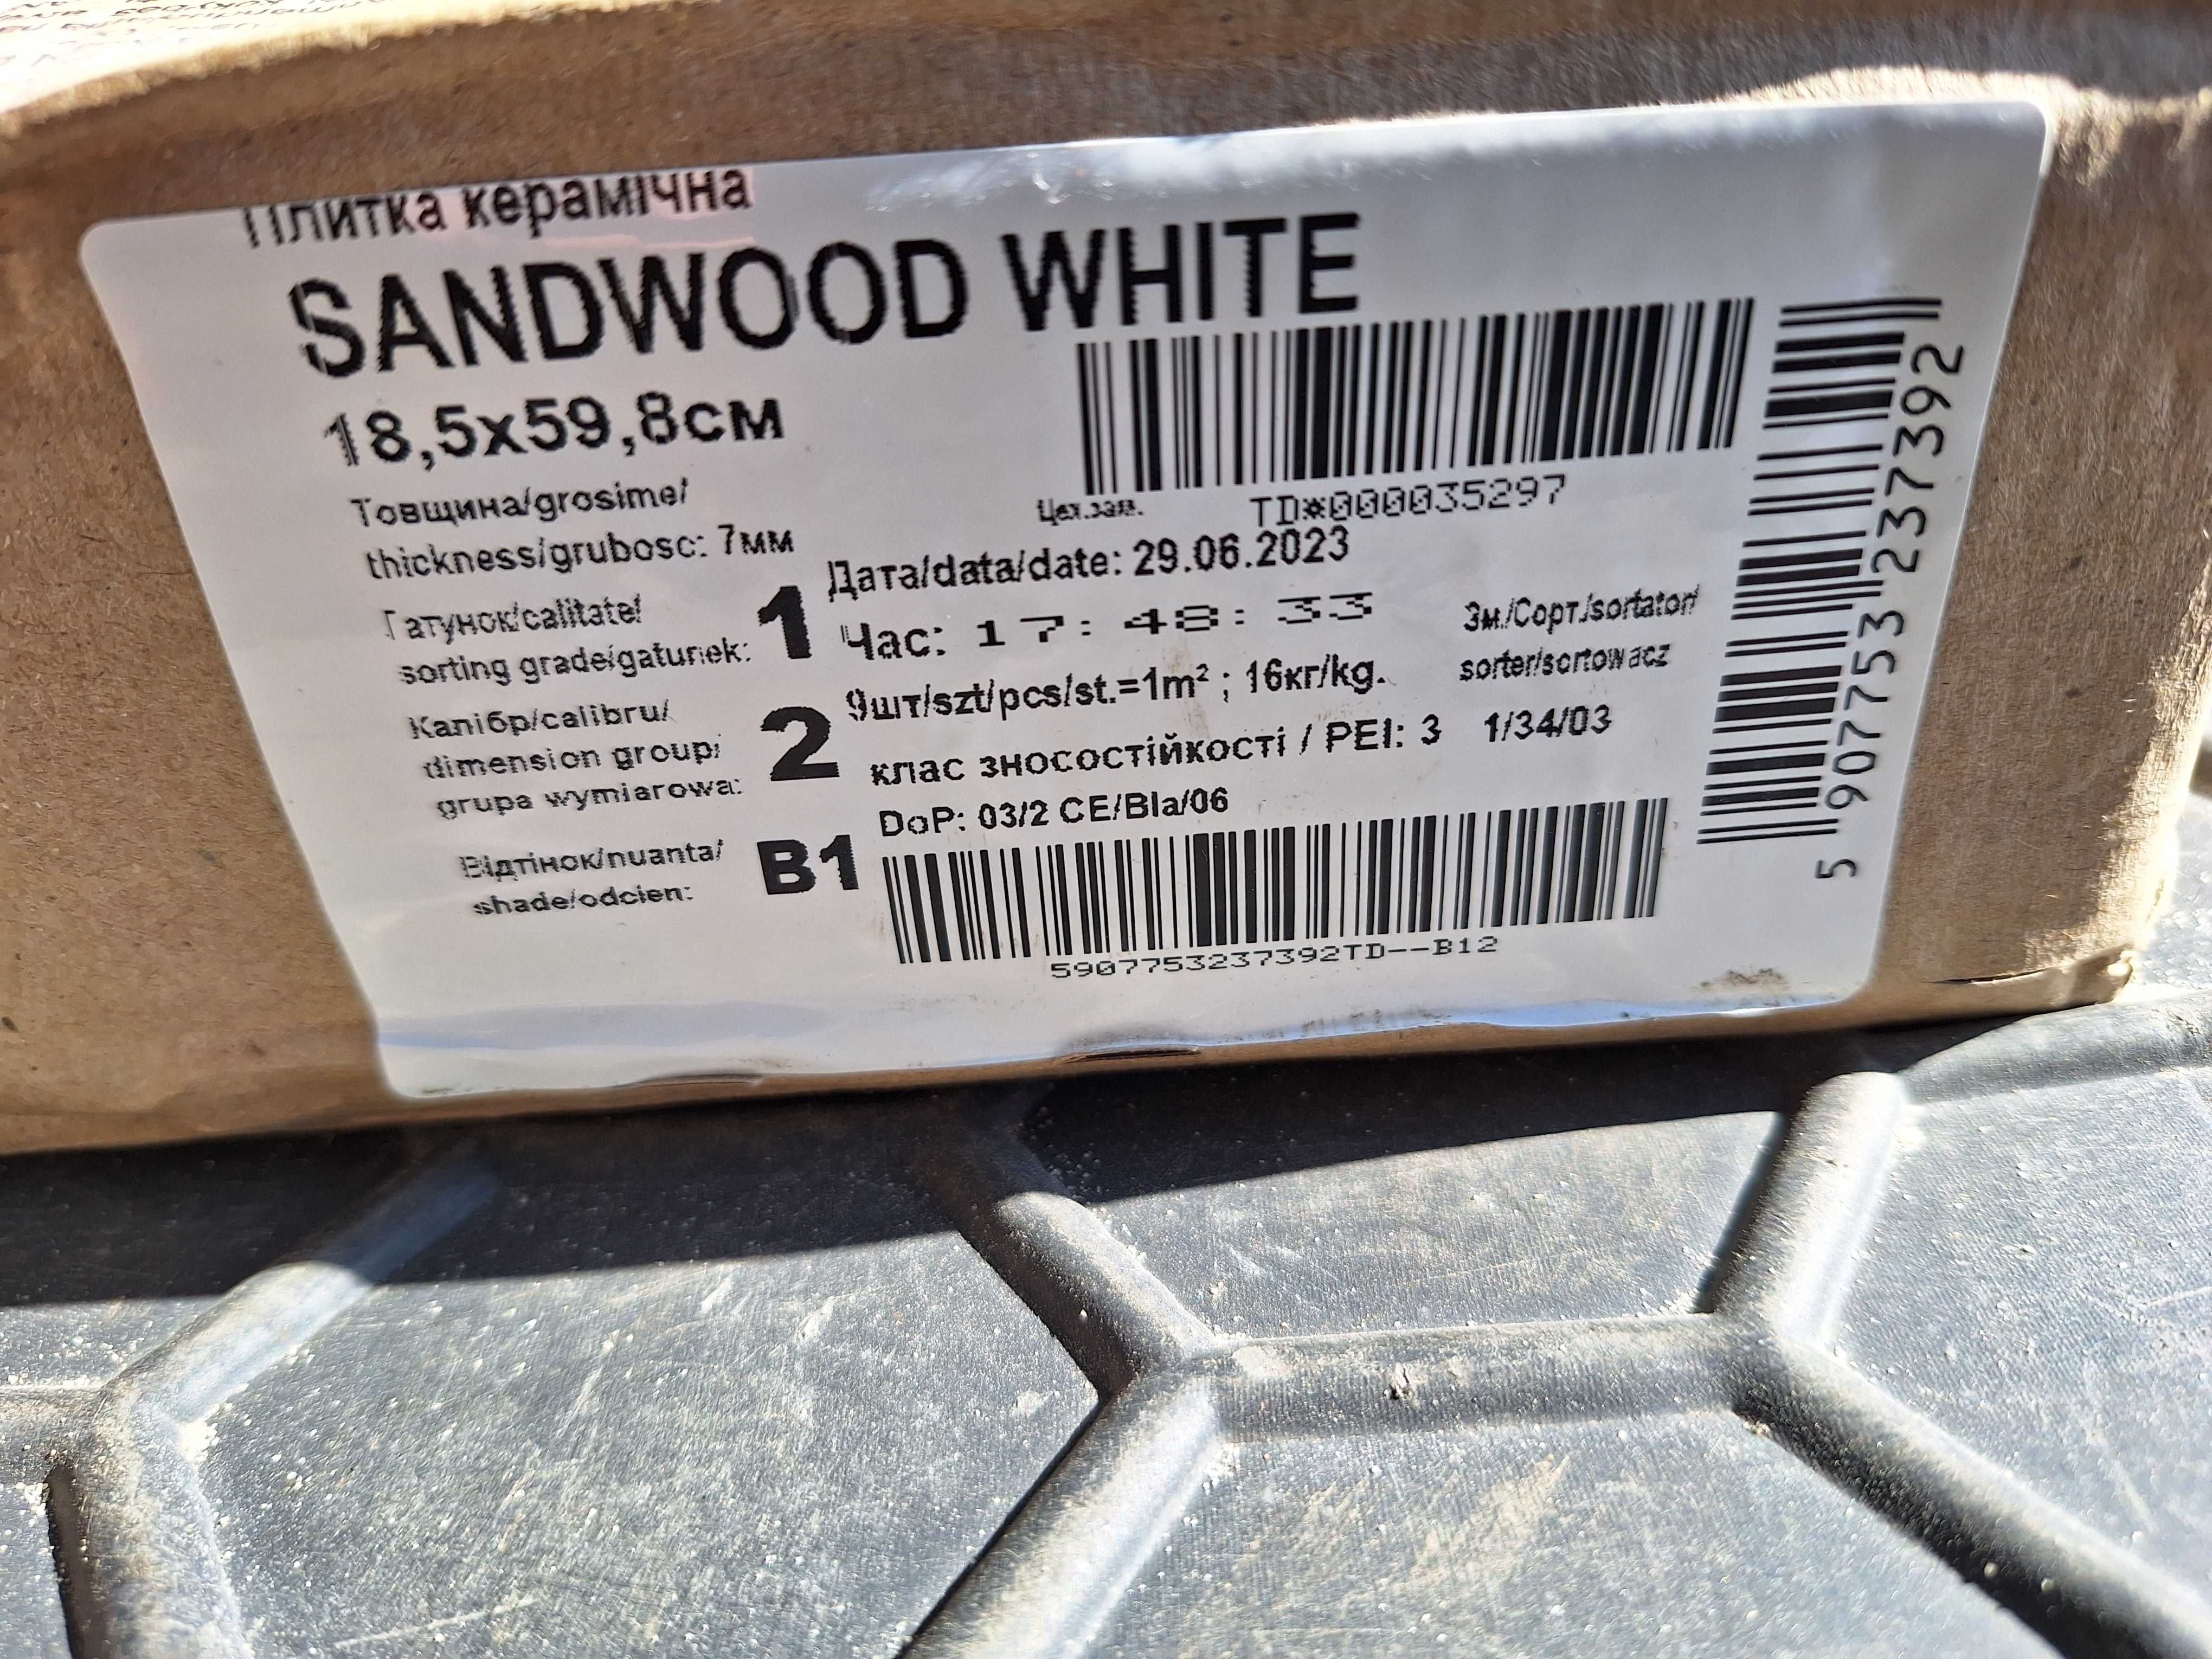 Плитка керамічна
SANDWOOD WHITE
18,5x59,8см
Товщина/grosime/
thickness/grubosc: 7мм
Гатунок/calitate/
sorting grade/gatunek: 1
Калібр/calibru/
dimension group/
grupa wymiarowa: 2
Відтінок/nuanta/
shade/odcien: B1
TD*000035297
Дата/data/date: 29.06.2023
Час: 17:48:33
9шт/szt/pcs/st.=1m² ; 16кг/kg.
Зм./Сорт./sortator/
sorter/sortowacz
клас зносостійкості / PEI: 3 1/34/03
DoP: 03/2 CE/BIa/06
5907753237392TD--B12
5 907753 237392